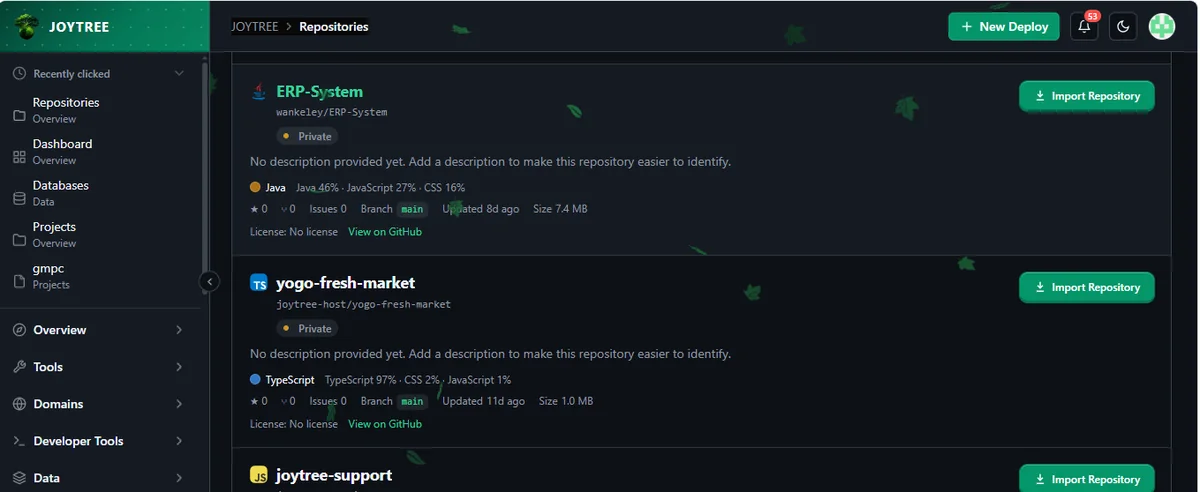 JOYTREE
JOYTREE > Repositories
+ New Deploy
53
Recently clicked
Repositories
Overview
Dashboard
Overview
Databases
Data
Projects
Overview
gmpc
Projects
Overview
Tools
Domains
Developer Tools
Data
ERP-System
Import Repository
wankeley/ERP-System
Private
No description provided yet. Add a description to make this repository easier to identify.
Java Java 46% · JavaScript 27% · CSS 16%
★ 0 0 Issues 0 Branch main Updated 8d ago Size 7.4 MB
License: No license View on GitHub
TS yogo-fresh-market
Import Repository
joytree-host/yogo-fresh-market
Private
No description provided yet. Add a description to make this repository easier to identify.
TypeScript TypeScript 97% · CSS 2% · JavaScript 1%
★ 0 0 Issues 0 Branch main Updated 11d ago Size 1.0 MB
License: No license View on GitHub
JS joytree-support
Import Repository